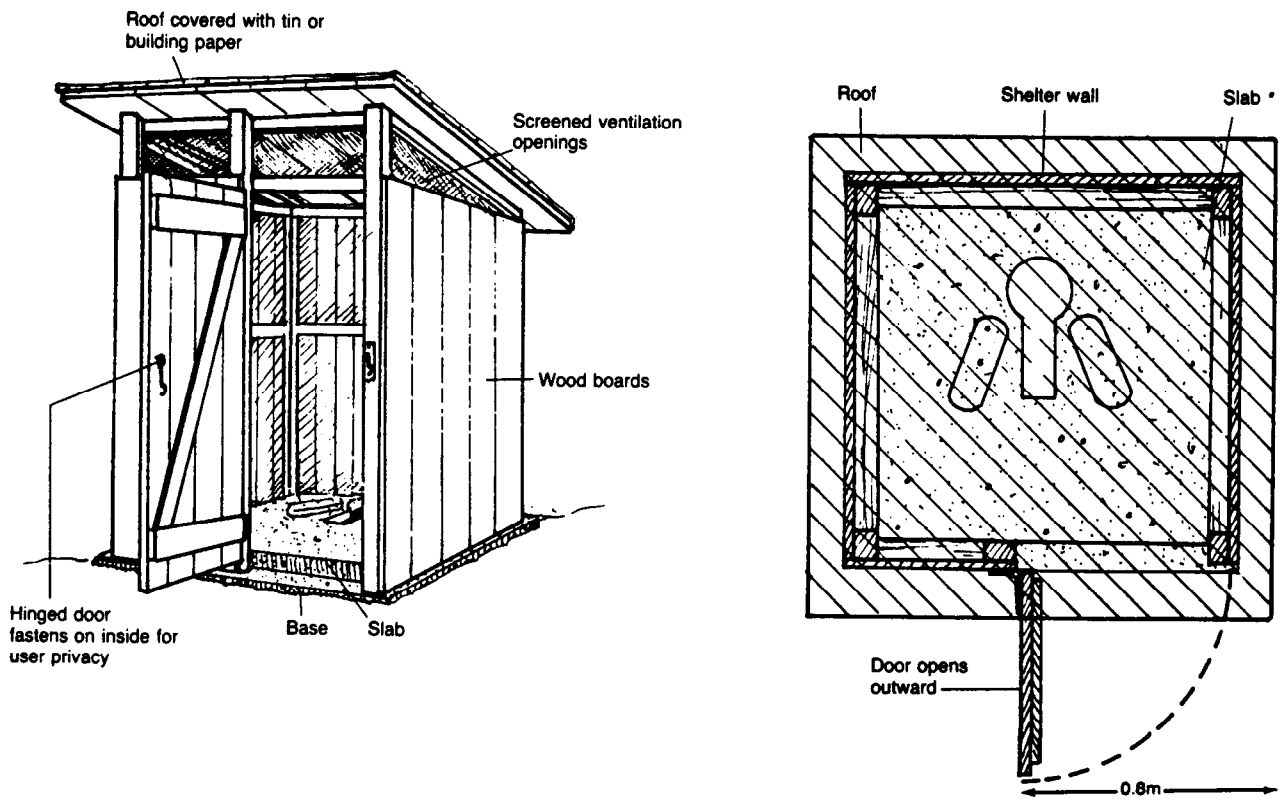 Roof covered with tin or
building paper
Screened ventilation
openings
Wood boards
Hinged door
fastens on inside for
user privacy
Base
Slab
Roof
Shelter wall
Slab
Door opens
outward
0.8m